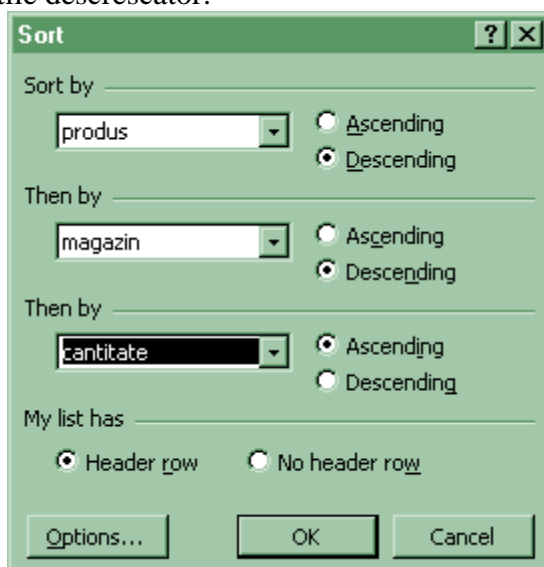 descrescator.
Sort
Sort by
produs
Ascending
Descending
Then by
magazin
Ascending
Descending
Then by
cantitate
Ascending
Descending
My list has
Header row No header row
Options... OK Cancel